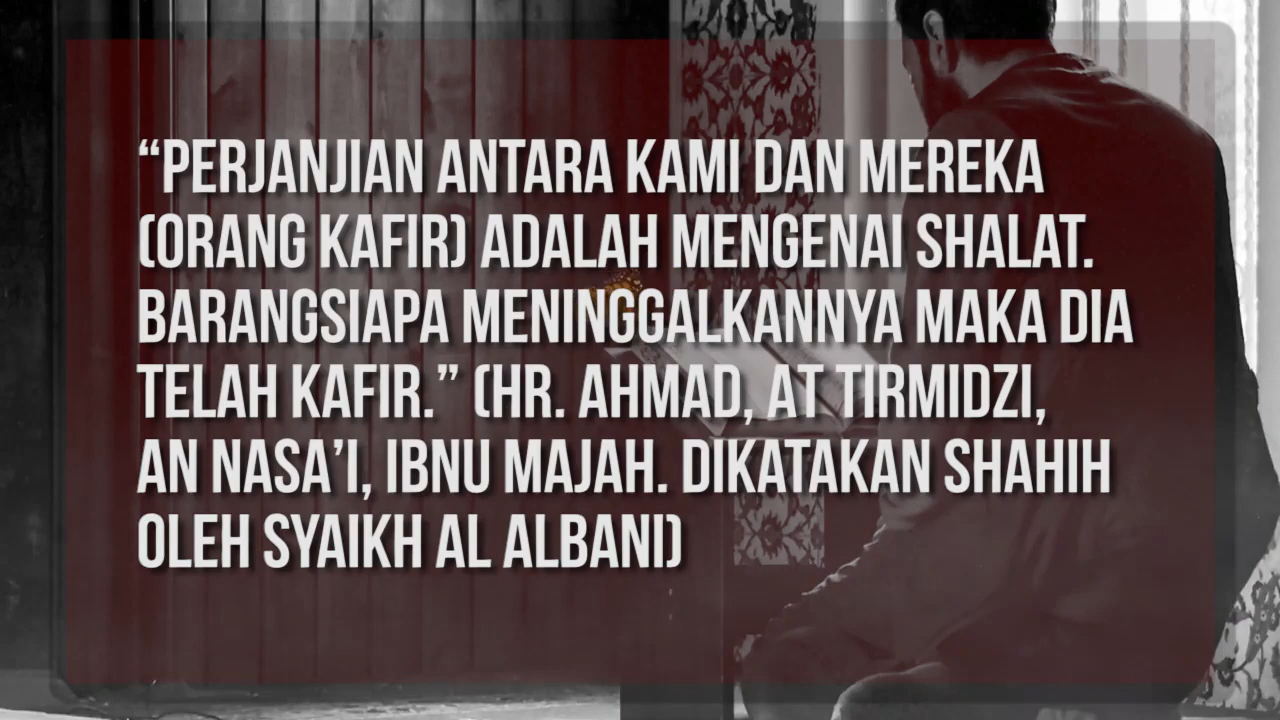 “PERJANJIAN ANTARA KAMI DAN MEREKA
(ORANG KAFIR) ADALAH MENGENAI SHALAT.
BARANGSIAPA MENINGGALKANNYA MAKA DIA
TELAH KAFIR.” (HR. AHMAD, AT TIRMIDZI,
AN NASA’I, IBNU MAJAH. DIKATAKAN SHAHIH
OLEH SYAIKH AL ALBANI)